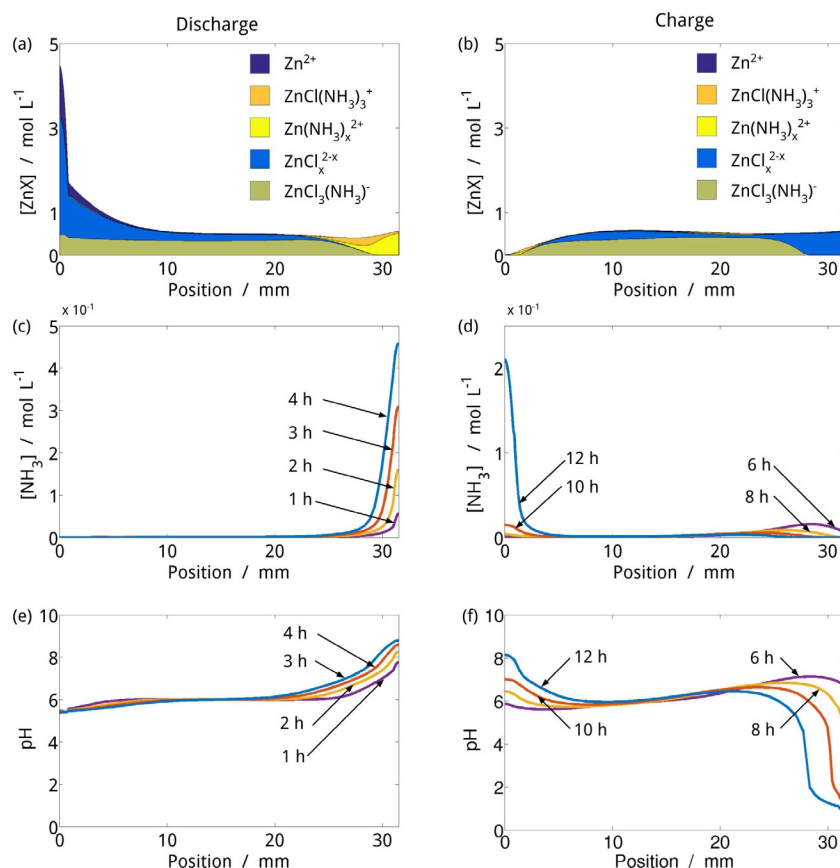 Discharge
Charge
(a)
5
3
1
0
[ZnX] / mol L⁻¹
Zn²⁺
ZnCl(NH₃)₃⁺
Zn(NH₃)ₓ²⁺
ZnClₓ²⁻ˣ
ZnCl₃(NH₃)⁻
0 10 20 30
Position / mm
(b)
5
3
1
0
[ZnX] / mol L⁻¹
Zn²⁺
ZnCl(NH₃)₃⁺
Zn(NH₃)ₓ²⁺
ZnClₓ²⁻ˣ
ZnCl₃(NH₃)⁻
0 10 20 30
Position / mm
(c)
x 10⁻¹
5
4
3
2
1
0
[NH₃] / mol L⁻¹
4 h
3 h
2 h
1 h
0 10 20 30
Position / mm
(d)
x 10⁻¹
2
1
0
[NH₃] / mol L⁻¹
12 h
10 h
6 h
8 h
0 10 20 30
Position / mm
(e)
10
8
6
4
2
0
pH
4 h
3 h
2 h
1 h
0 10 20 30
Position / mm
(f)
10
8
6
4
2
0
pH
12 h
10 h
6 h
8 h
0 10 20 30
Position / mm